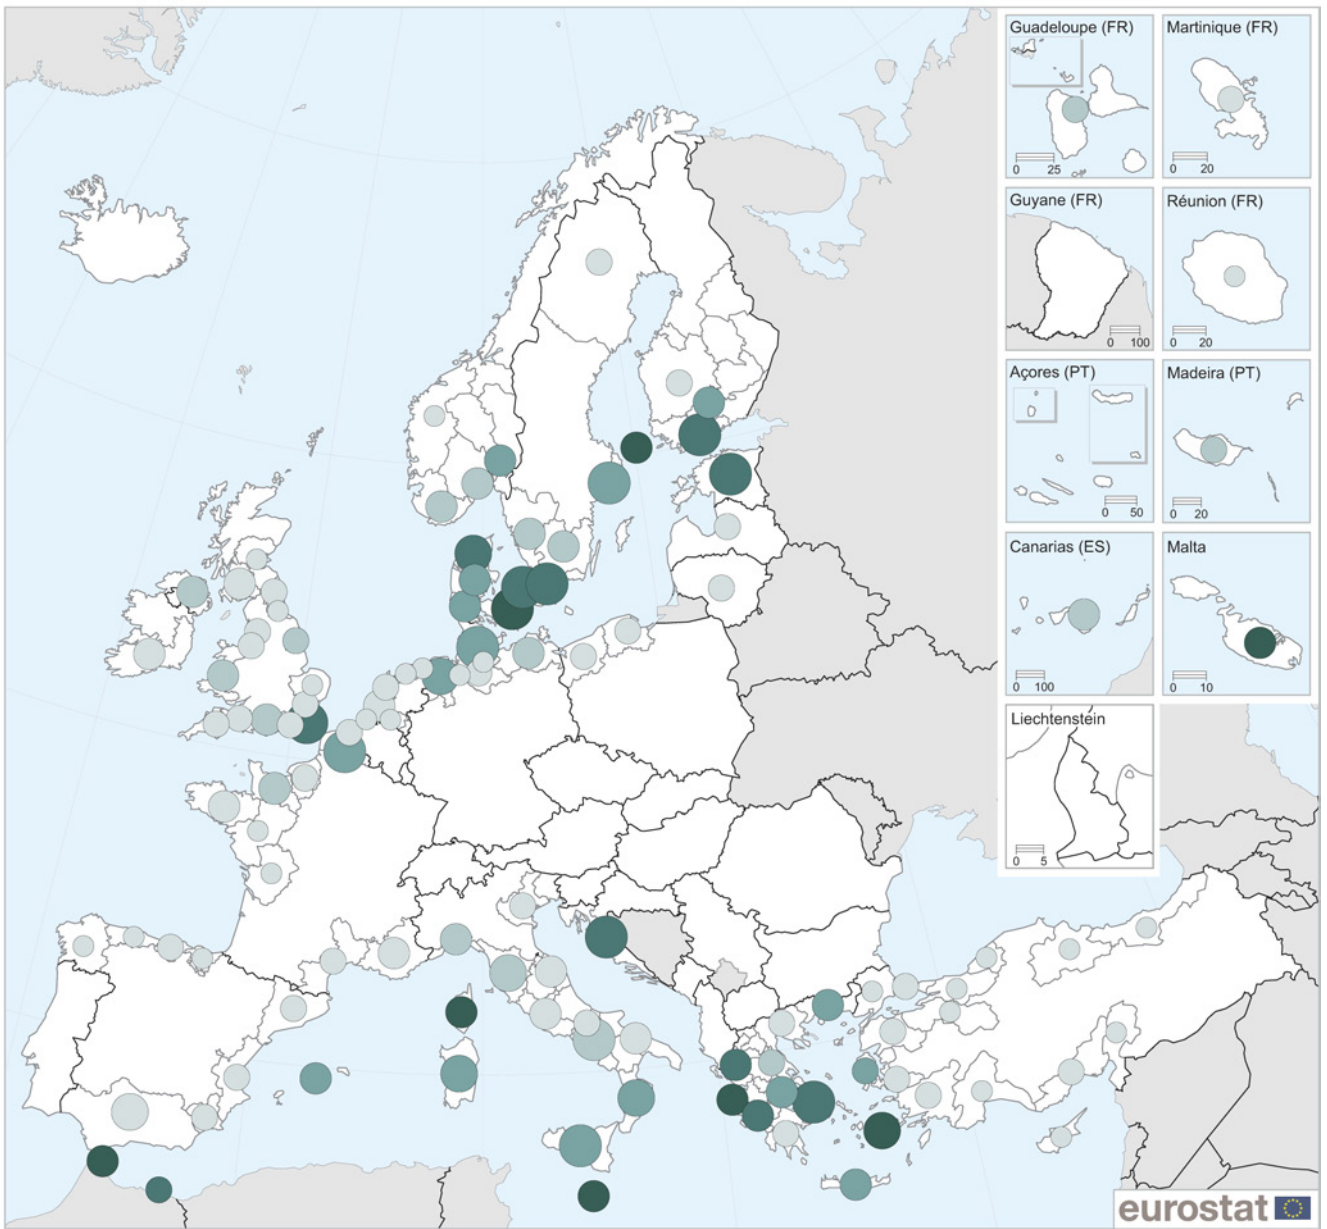 Guadeloupe (FR)
0 25
Martinique (FR)
0 20
Guyane (FR)
0 100
Réunion (FR)
0 20
Açores (PT)
0 50
Madeira (PT)
0 20
Canarias (ES)
0 100
Malta
0 10
Liechtenstein
0 5
eurostat